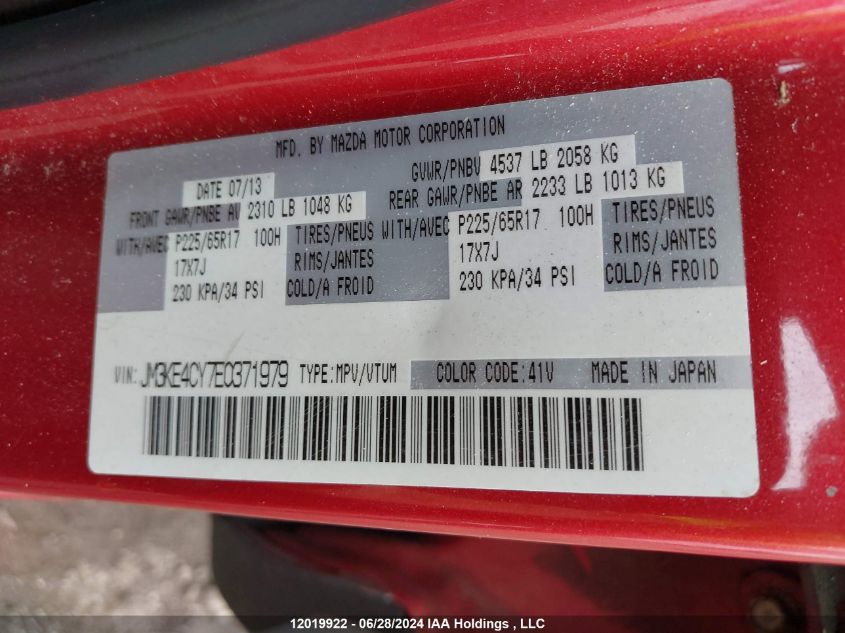 MFD. BY MAZDA MOTOR CORPORATION
DATE 07/13 GVWR/PNBV 4537 LB 2058 KG
FRONT GAWR/PNBE AV 2310 LB 1048 KG REAR GAWR/PNBE AR 2233 LB 1013 KG
WITH/AVEC P225/65R17 100H TIRES/PNEUS WITH/AVEC P225/65R17 100H TIRES/PNEUS
17X7J RIMS/JANTES 17X7J RIMS/JANTES
230 KPA/34 PSI COLD/A FROID 230 KPA/34 PSI COLD/A FROID
VIN: JM3KE4CY7E0371979 TYPE:MPV/VTUM COLOR CODE:41V MADE IN JAPAN
12019922 - 06/28/2024 IAA Holdings , LLC